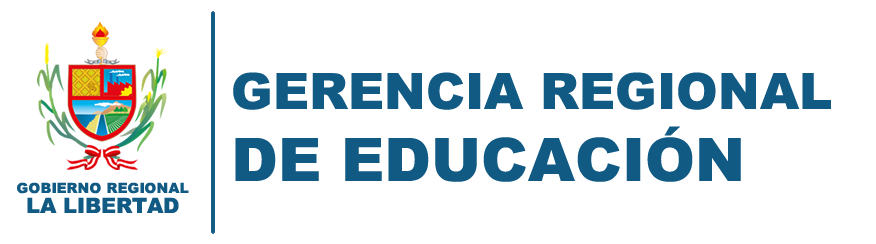 GOBIERNO REGIONAL
LA LIBERTAD
GERENCIA REGIONAL
DE EDUCACIÓN